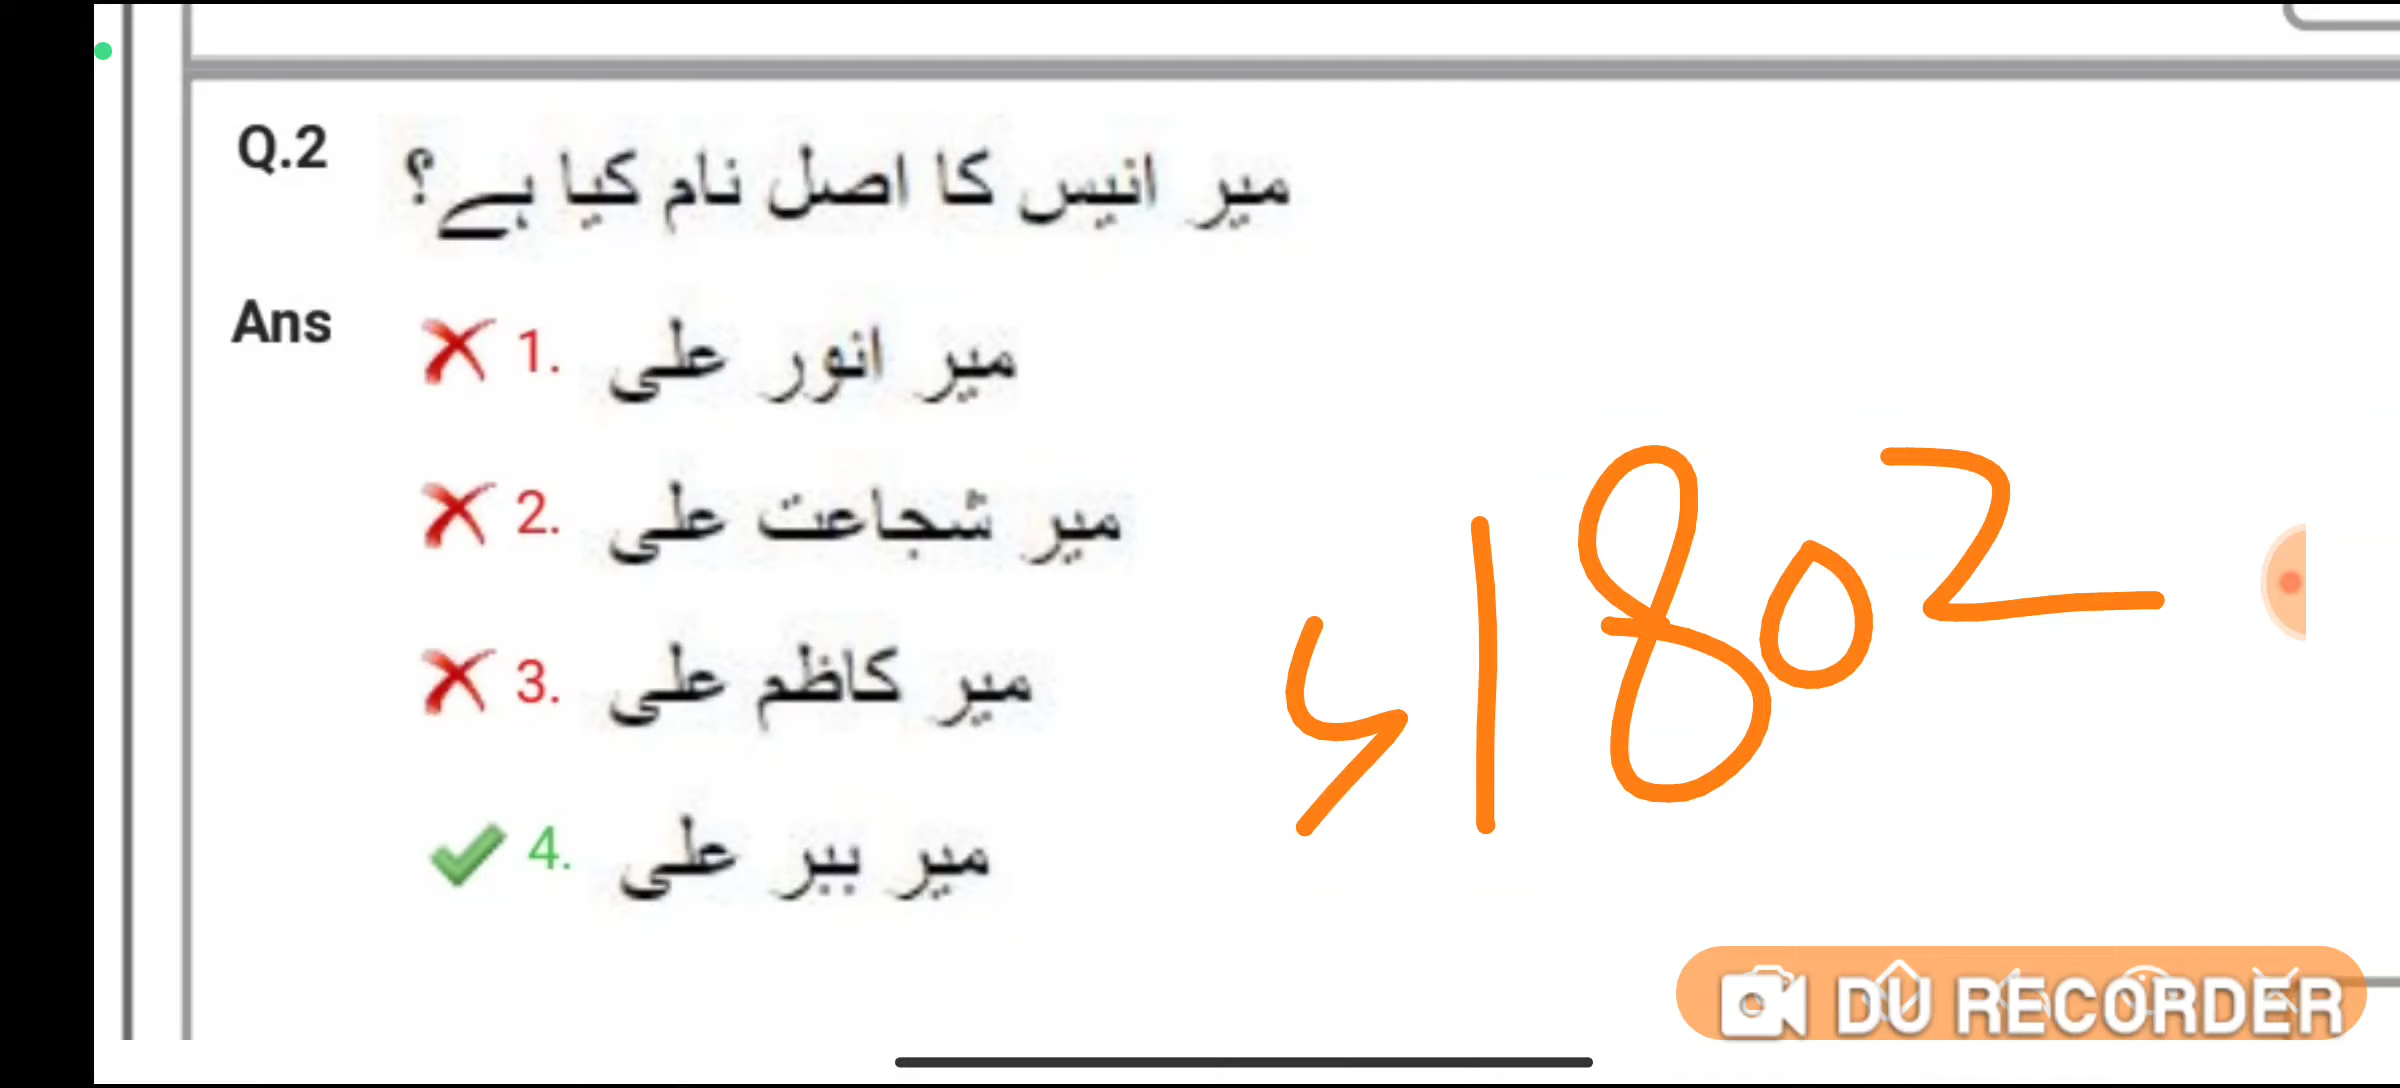 Q.2 میر انیس کا اصل نام کیا ہے؟
Ans
1. میر انور علی
2. میر شجاعت علی
3. میر کاظم علی
4. میر ببر علی
1802ء
DU RECORDER